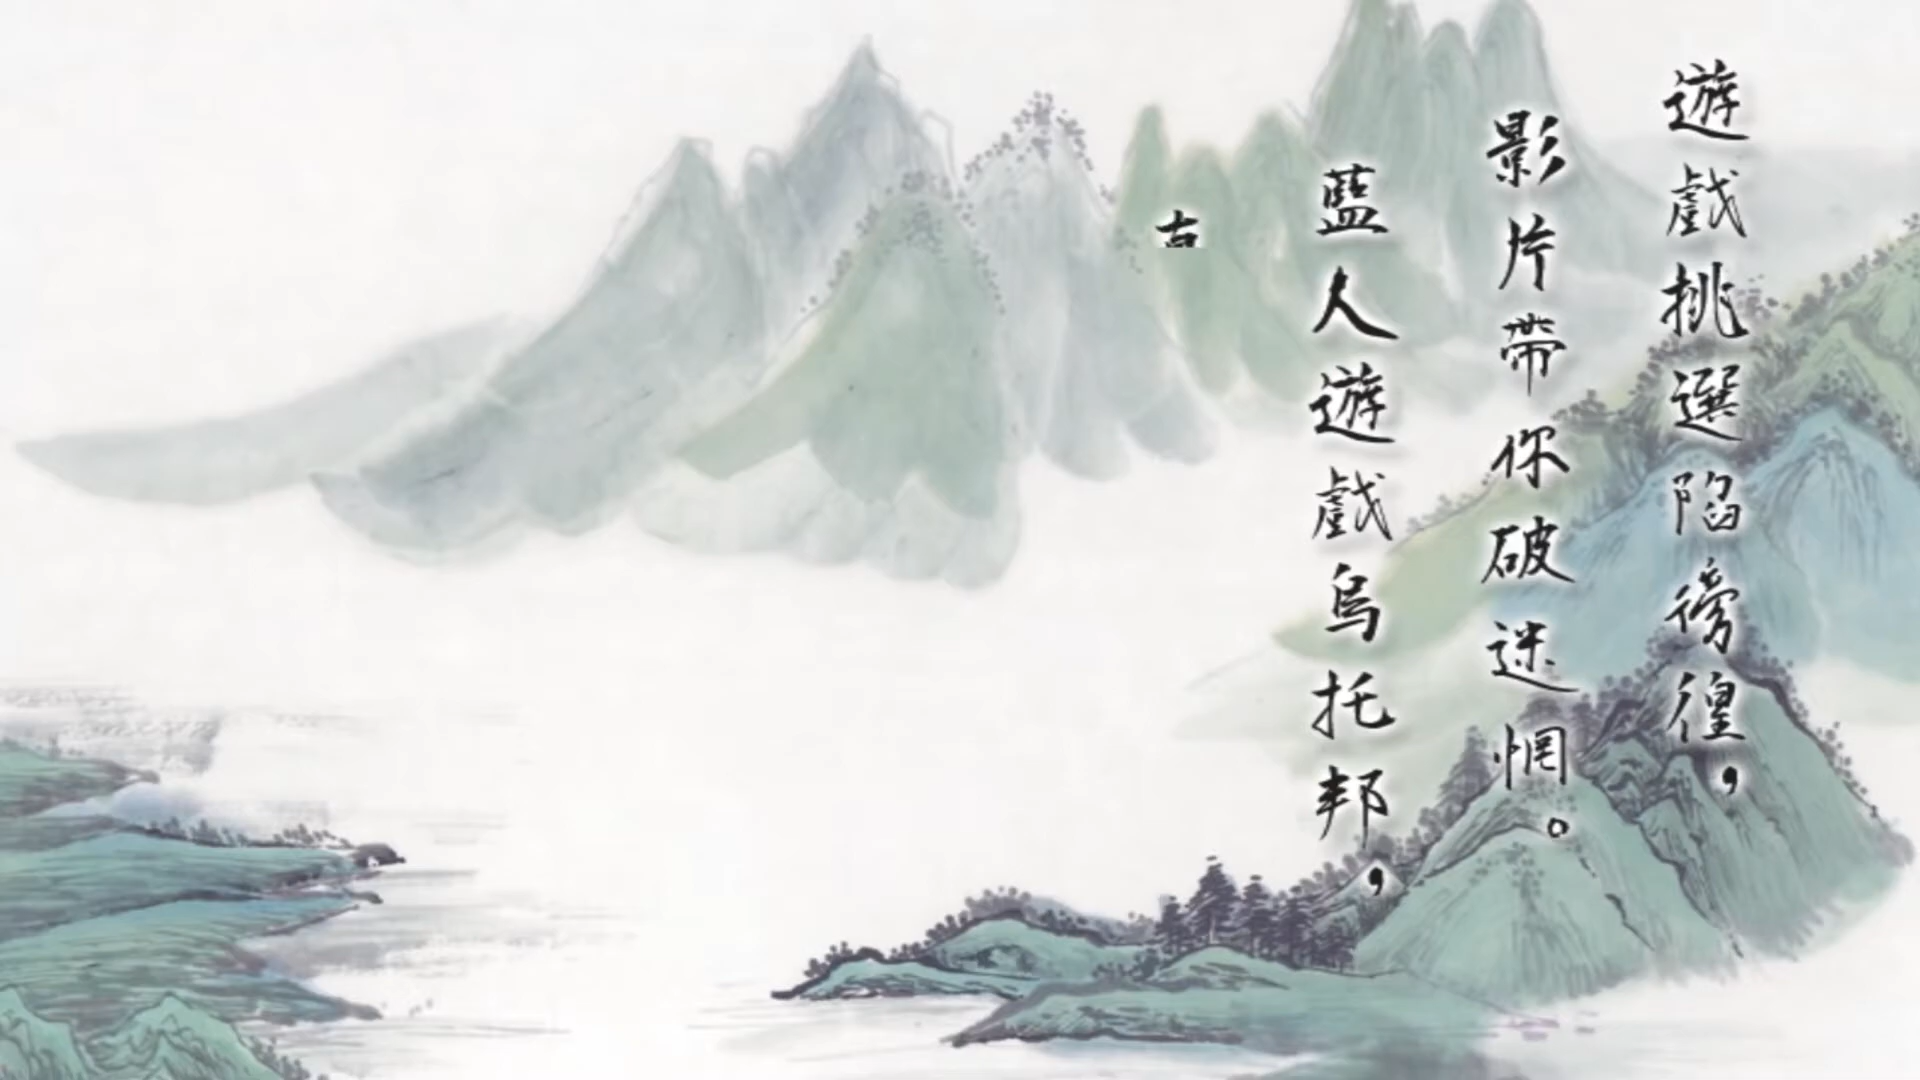 遊戲挑選陷徬徨，
影片帶你破迷惘。
藍人遊戲烏托邦，